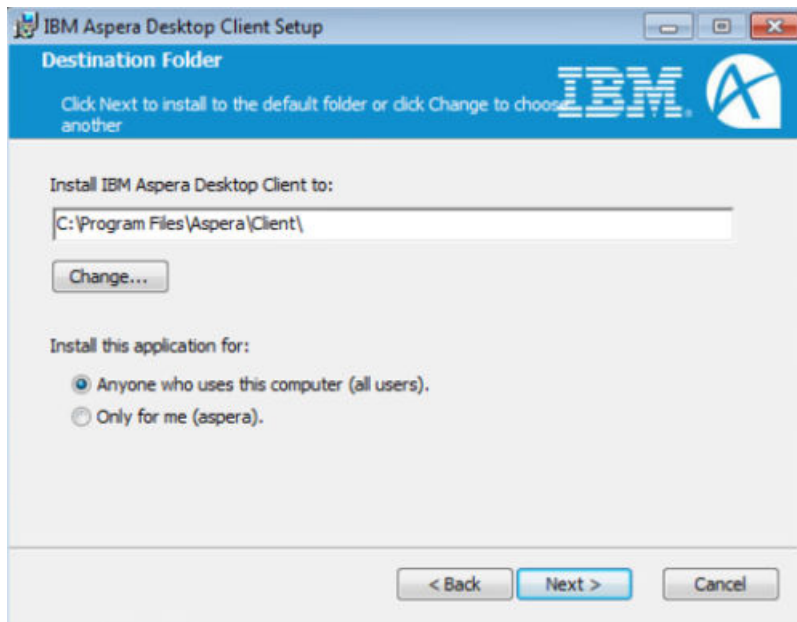 IBM Aspera Desktop Client Setup
Destination Folder
Click Next to install to the default folder or click Change to choose
another
IBM.
Install IBM Aspera Desktop Client to:
C:\Program Files\Aspera\Client\
Change...
Install this application for:
Anyone who uses this computer (all users).
Only for me (aspera).
< Back
Next >
Cancel